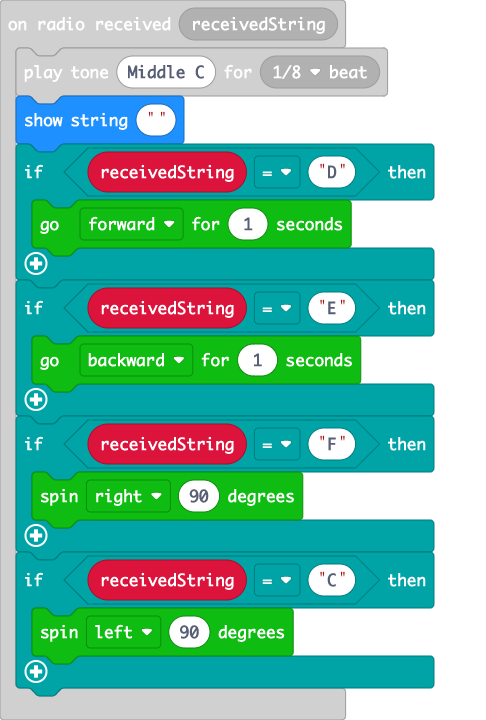 on radio received receivedString
play tone Middle C for 1/8 beat
show string " "
if receivedString = "D" then
go forward for 1 seconds
if receivedString = "E" then
go backward for 1 seconds
if receivedString = "F" then
spin right 90 degrees
if receivedString = "C" then
spin left 90 degrees